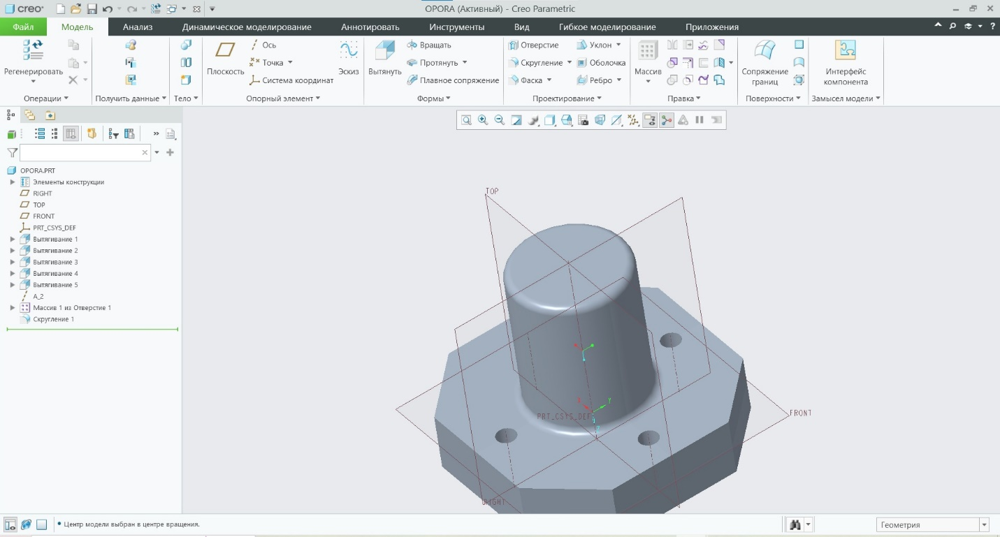 creo
OPORA (Активный) - Creo Parametric
Файл Модель Анализ Динамическое моделирование Аннотировать Инструменты Вид Гибкое моделирование Приложения
Регенерировать
Операции
Получить данные
Тело
Плоскость
Ось
Точка
Система координат
Эскиз
Опорный элемент
Вытянуть
Вращать
Протянуть
Плавное сопряжение
Формы
Отверстие
Скругление
Фаска
Уклон
Оболочка
Ребро
Проектирование
Массив
Правка
Сопряжение
границ
Поверхности
Интерфейс
компонента
Замысел модели
OPORA.PRT
Элементы конструкции
RIGHT
TOP
FRONT
PRT_CSYS_DEF
Вытягивание 1
Вытягивание 2
Вытягивание 3
Вытягивание 4
Вытягивание 5
A_2
Массив 1 из Отверстие 1
Скругление 1
TOP
X
Y
PRT_CSYS_DEF
Z
FRONT
RIGHT
Центр модели выбран в центре вращения.
Геометрия